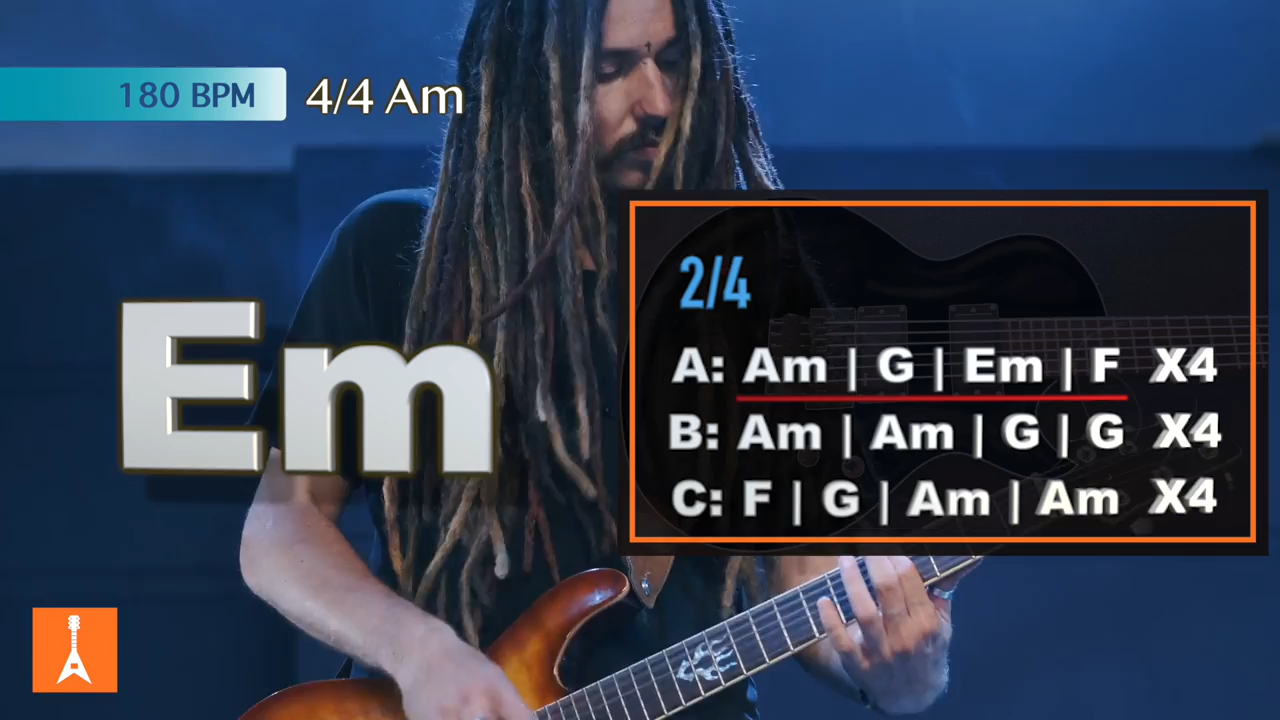 180 BPM 4/4 Am
Em
2/4
A: Am | G | Em | F X4
B: Am | Am | G | G X4
C: F | G | Am | Am X4